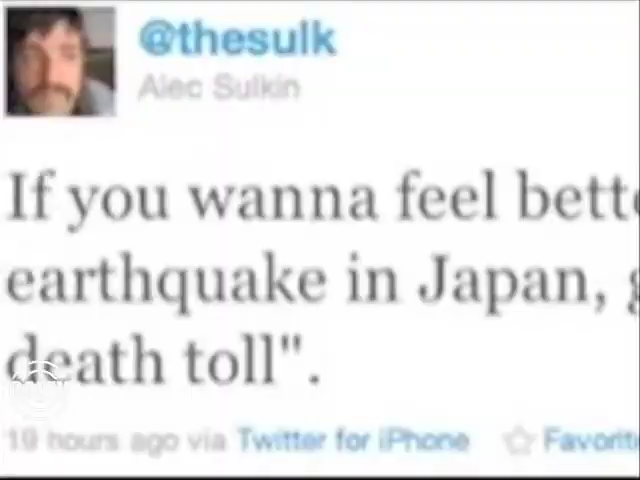 @thesulk
Alec Sulkin
If you wanna feel bett
earthquake in Japan,
death toll".
19 hours ago via Twitter for iPhone Favorit